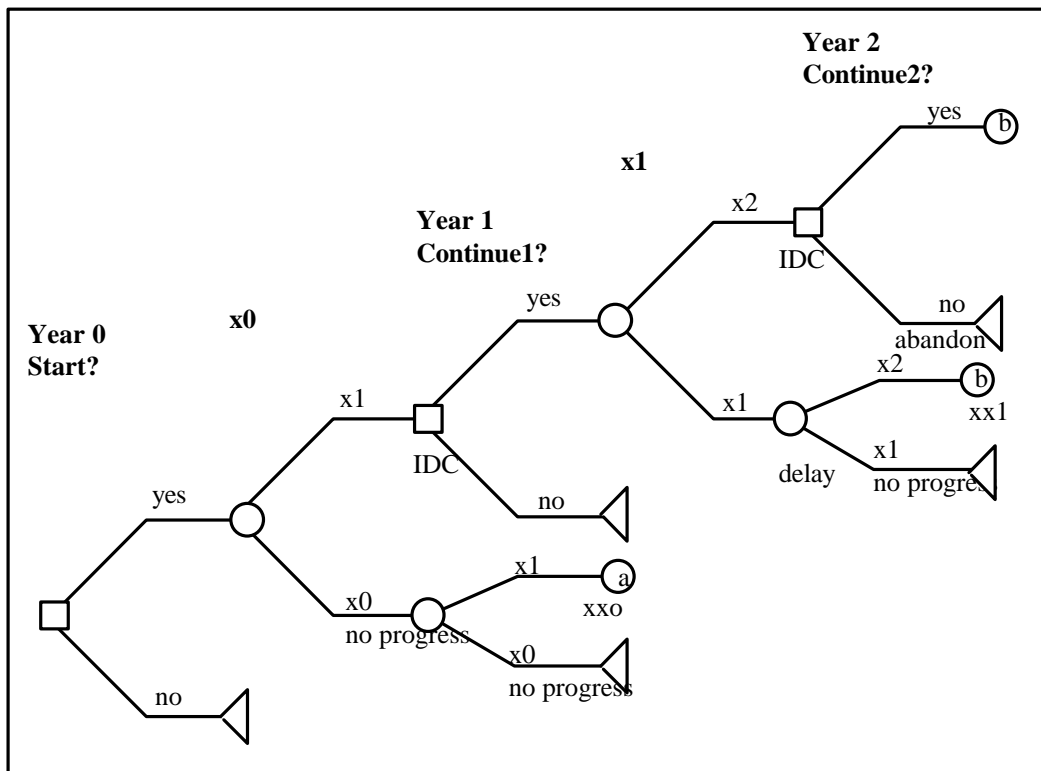 Year 2
Continue2?
yes
b
x1
x2
Year 1
Continue1?
IDC
yes
no
abandon
x0
Year 0
Start?
x2
b
xx1
x1
x1
IDC
delay
x1
no progres
yes
no
x1
a
xxo
x0
no progress
x0
no progress
no